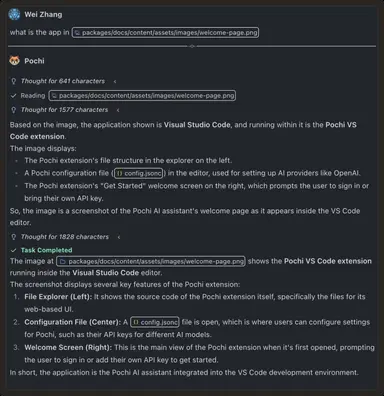 Wei Zhang
what is the app in packages/docs/content/assets/images/welcome-page.png
Pochi
Thought for 641 characters
Reading packages/docs/content/assets/images/welcome-page.png
Thought for 1577 characters
Based on the image, the application shown is Visual Studio Code, and running within it is the Pochi VS
Code extension.
The image displays:
• The Pochi extension's file structure in the explorer on the left.
• A Pochi configuration file ( {} config.jsonc ) in the editor, used for setting up AI providers like OpenAI.
• The Pochi extension's "Get Started" welcome screen on the right, which prompts the user to sign in or
bring their own API key.
So, the image is a screenshot of the Pochi AI assistant's welcome page as it appears inside the VS Code
editor.
Thought for 1828 characters
Task Completed
The image at packages/docs/content/assets/images/welcome-page.png shows the Pochi VS Code extension
running inside the Visual Studio Code editor.
The screenshot displays several key features of the Pochi extension:
1. File Explorer (Left): It shows the source code of the Pochi extension itself, specifically the files for its
web-based UI.
2. Configuration File (Center): A {} config.jsonc file is open, which is where users can configure settings
for Pochi, such as their API keys for different AI models.
3. Welcome Screen (Right): This is the main view of the Pochi extension when it's first opened, prompting
the user to sign in or add their own API key to get started.
In short, the application is the Pochi AI assistant integrated into the VS Code development environment.